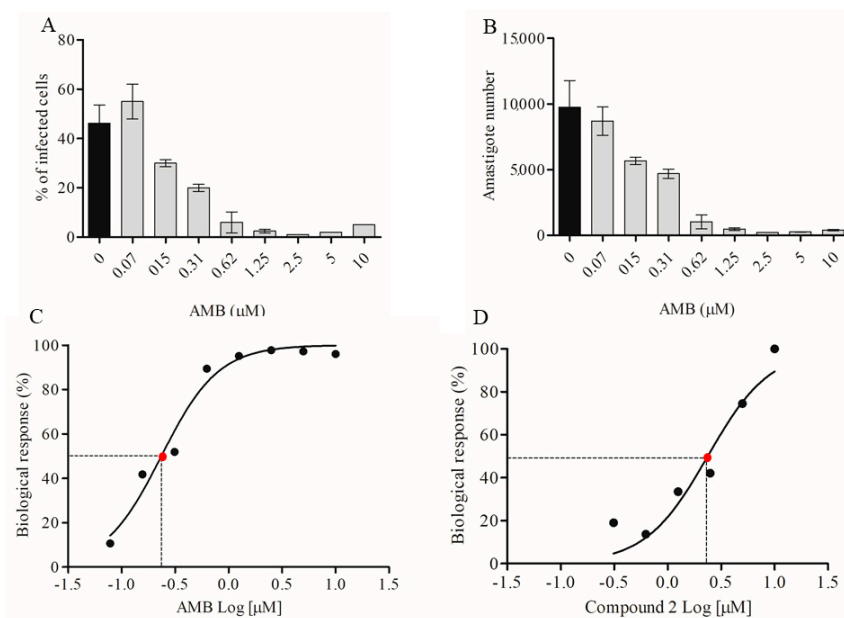 A
80
60
40
20
0
% of infected cells
0 0.07 015 0.31 0.62 1.25 2.5 5 10
AMB (μM)
B
15,000
10000
5,000
0
Amastigote number
0 0.07 015 0.31 0.62 1.25 2.5 5 10
AMB (μM)
C
100
80
60
40
20
0
Biological response (%)
-1.5 -1.0 -0.5 0.0 0.5 1.0 1.5
AMB Log [μM]
D
100
80
60
40
20
0
Biological response (%)
-1.5 -1.0 -0.5 0.0 0.5 1.0 1.5
Compound 2 Log [μM]